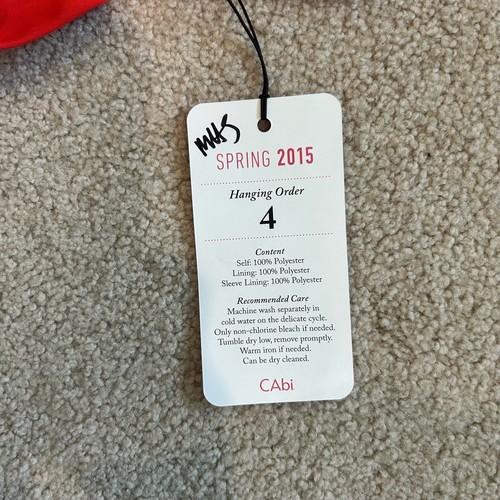 SPRING 2015
Hanging Order
4
Content
Self: 100% Polyester
Lining: 100% Polyester
Sleeve Lining: 100% Polyester
Recommended Care
Machine wash separately in
cold water on the delicate cycle.
Only non-chlorine bleach if needed.
Tumble dry low, remove promptly.
Warm iron if needed.
Can be dry cleaned.
CAbi